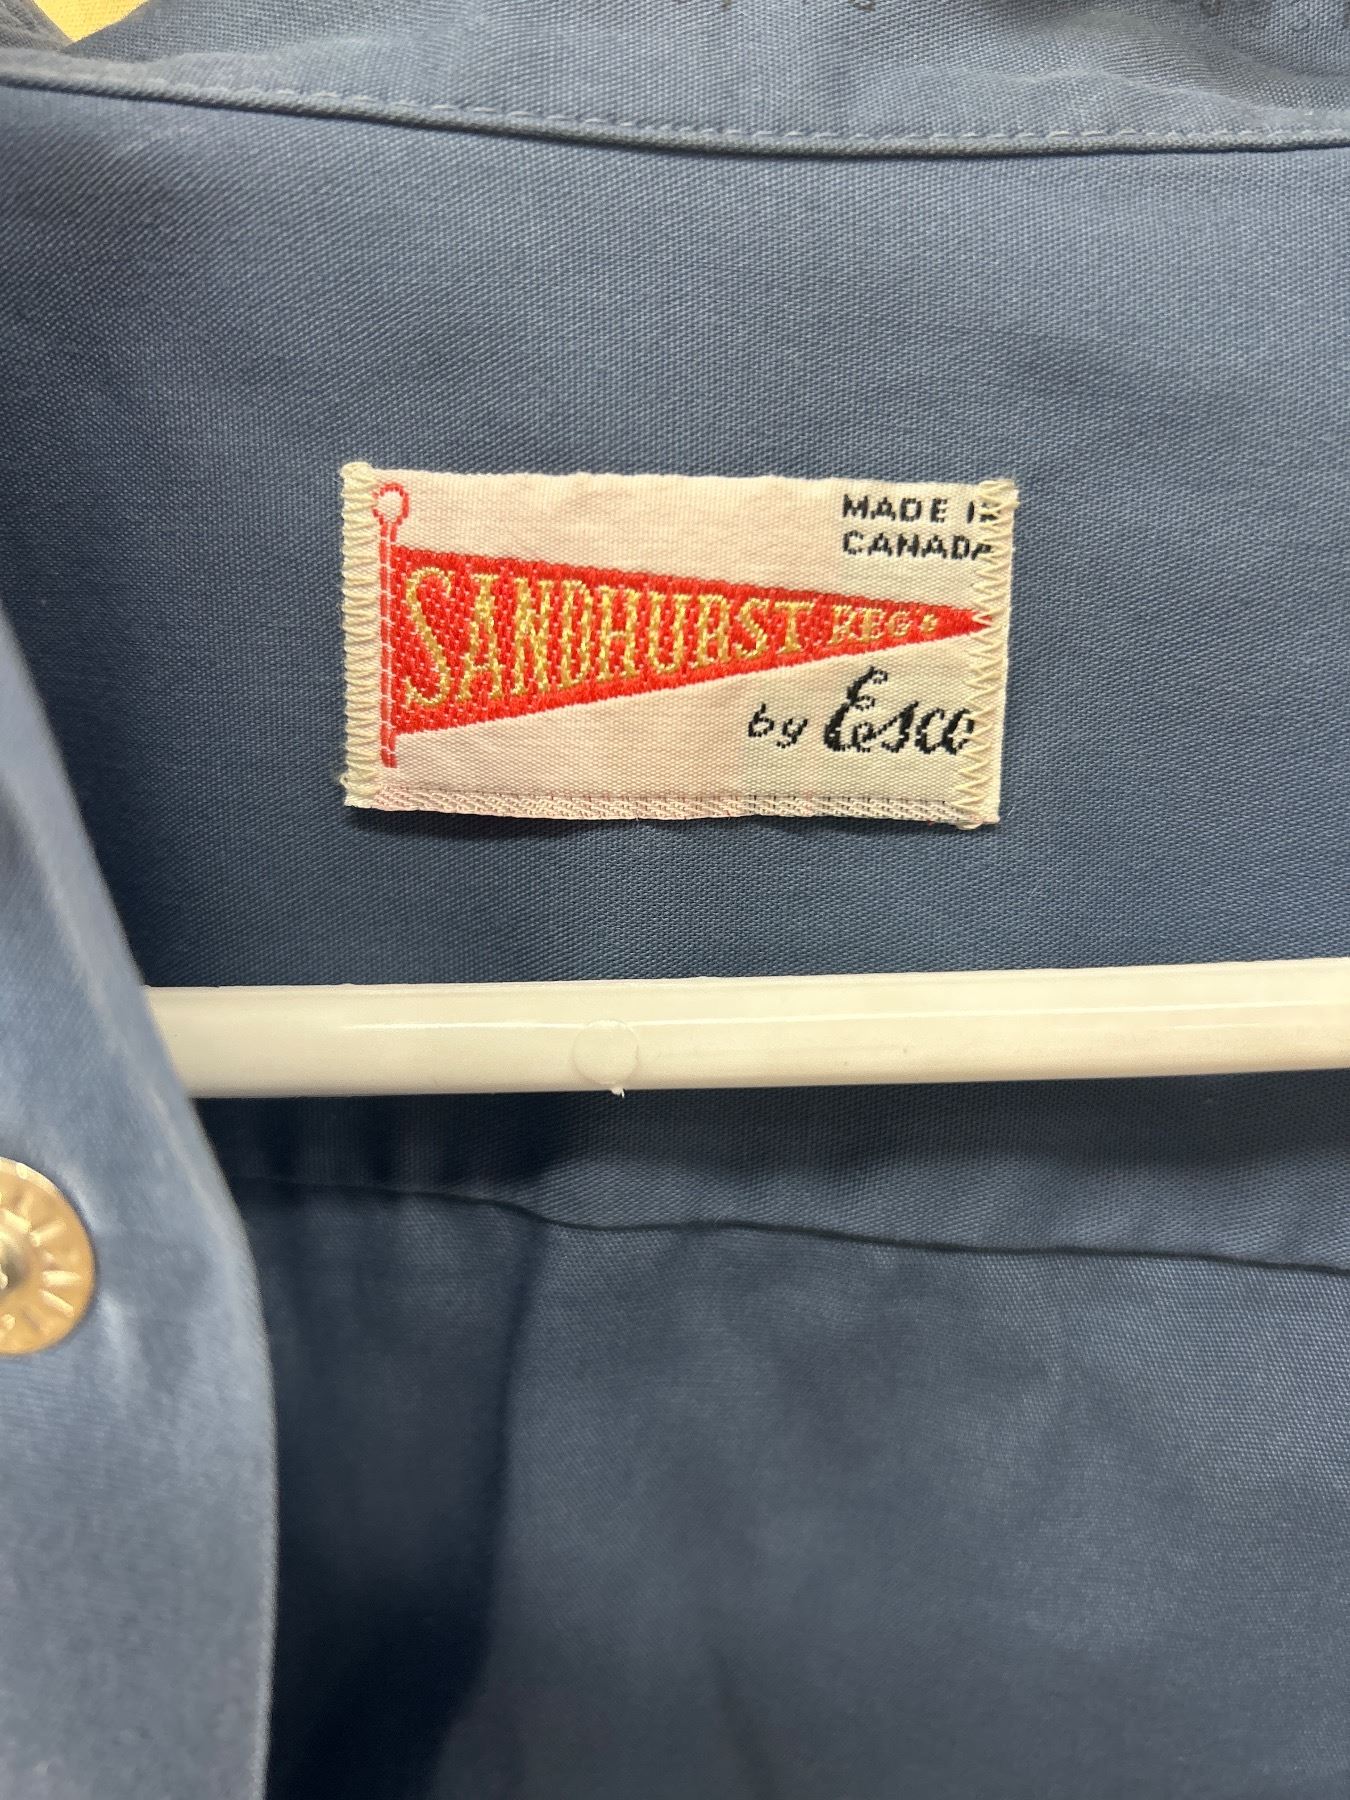 MADE IN
CANADA
SANDHURST REG'D
by Esco